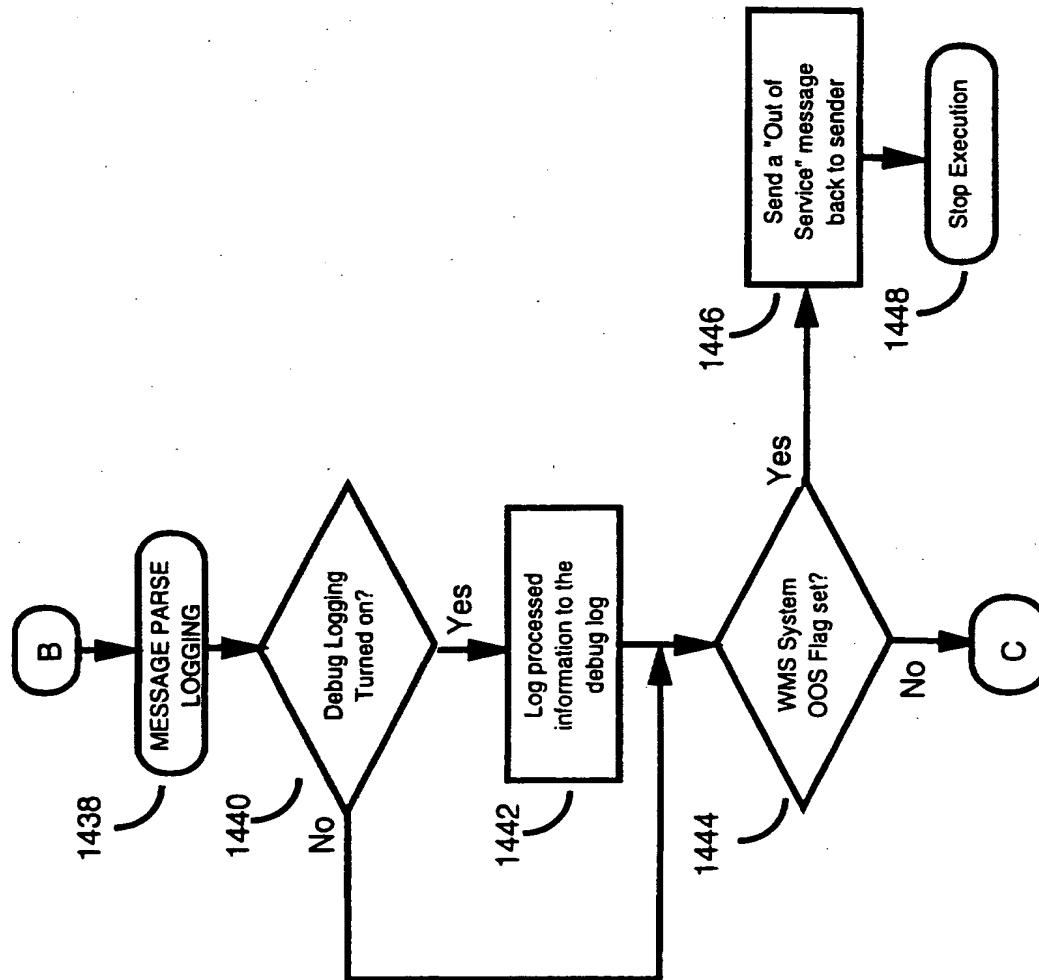 B
MESSAGE PARSE
LOGGING
1438
Debug Logging
Turned on?
1440
No
Yes
Log processed
information to the
debug log
1442
WMS System
OOS Flag set?
1444
Yes
No
Send a "Out of
Service" message
back to sender
1446
Stop Execution
1448
C